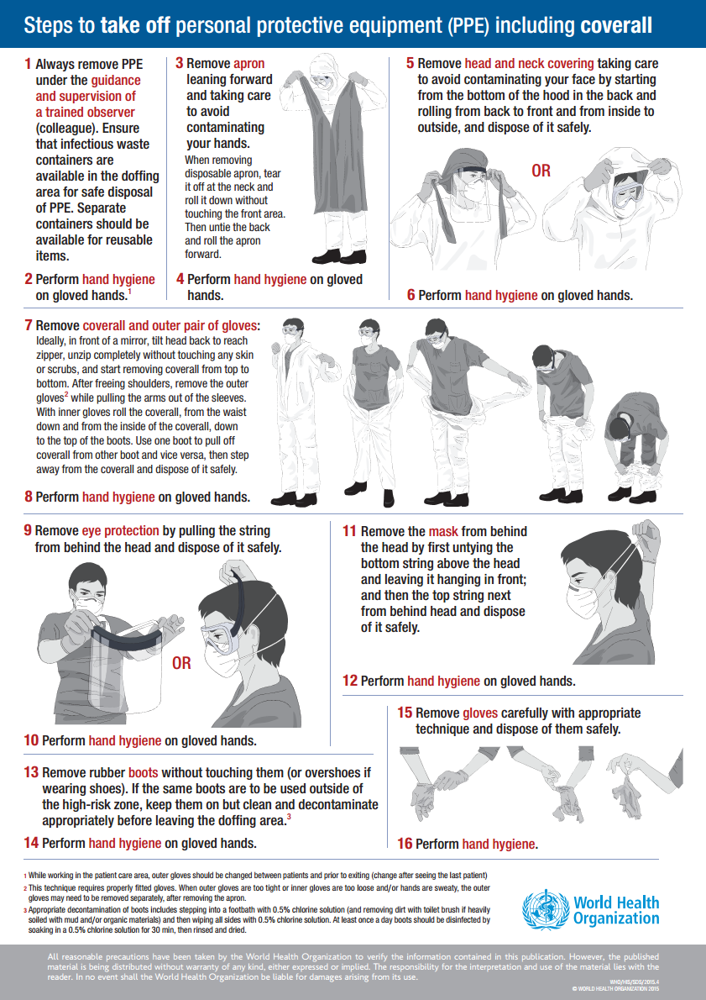 Steps to take off personal protective equipment (PPE) including coverall
1 Always remove PPE
under the guidance
and supervision of
a trained observer
(colleague). Ensure
that infectious waste
containers are
available in the doffing
area for safe disposal
of PPE. Separate
containers should be
available for reusable
items.
2 Perform hand hygiene
on gloved hands.1
3 Remove apron
leaning forward
and taking care
to avoid
contaminating
your hands.
When removing
disposable apron, tear
it off at the neck and
roll it down without
touching the front area.
Then untie the back
and roll the apron
forward.
4 Perform hand hygiene on gloved
hands.
5 Remove head and neck covering taking care
to avoid contaminating your face by starting
from the bottom of the hood in the back and
rolling from back to front and from inside to
outside, and dispose of it safely.
OR
6 Perform hand hygiene on gloved hands.
7 Remove coverall and outer pair of gloves:
Ideally, in front of a mirror, tilt head back to reach
zipper, unzip completely without touching any skin
or scrubs, and start removing coverall from top to
bottom. After freeing shoulders, remove the outer
gloves2 while pulling the arms out of the sleeves.
With inner gloves roll the coverall, from the waist
down and from the inside of the coverall, down
to the top of the boots. Use one boot to pull off
coverall from other boot and vice versa, then step
away from the coverall and dispose of it safely.
8 Perform hand hygiene on gloved hands.
9 Remove eye protection by pulling the string
from behind the head and dispose of it safely.
OR
10 Perform hand hygiene on gloved hands.
11 Remove the mask from behind
the head by first untying the
bottom string above the head
and leaving it hanging in front;
and then the top string next
from behind head and dispose
of it safely.
12 Perform hand hygiene on gloved hands.
13 Remove rubber boots without touching them (or overshoes if
wearing shoes). If the same boots are to be used outside of
the high-risk zone, keep them on but clean and decontaminate
appropriately before leaving the doffing area.3
14 Perform hand hygiene on gloved hands.
15 Remove gloves carefully with appropriate
technique and dispose of them safely.
16 Perform hand hygiene.
1 While working in the patient care area, outer gloves should be changed between patients and prior to exiting (change after seeing the last patient)
2 This technique requires properly fitted gloves. When outer gloves are too tight or inner gloves are too loose and/or hands are sweaty, the outer
gloves may need to be removed separately, after removing the apron.
3 Appropriate decontamination of boots includes stepping into a footbath with 0.5% chlorine solution (and removing dirt with toilet brush if heavily
soiled with mud and/or organic materials) and then wiping all sides with 0.5% chlorine solution. At least once a day boots should be disinfected by
soaking in a 0.5% chlorine solution for 30 min, then rinsed and dried.
World Health
Organization
All reasonable precautions have been taken by the World Health Organization to verify the information contained in this publication. However, the published
material is being distributed without warranty of any kind, either expressed or implied. The responsibility for the interpretation and use of the material lies with the
reader. In no event shall the World Health Organization be liable for damages arising from its use.
WHO/HIS/SDS/2015.4
© WORLD HEALTH ORGANIZATION 2015